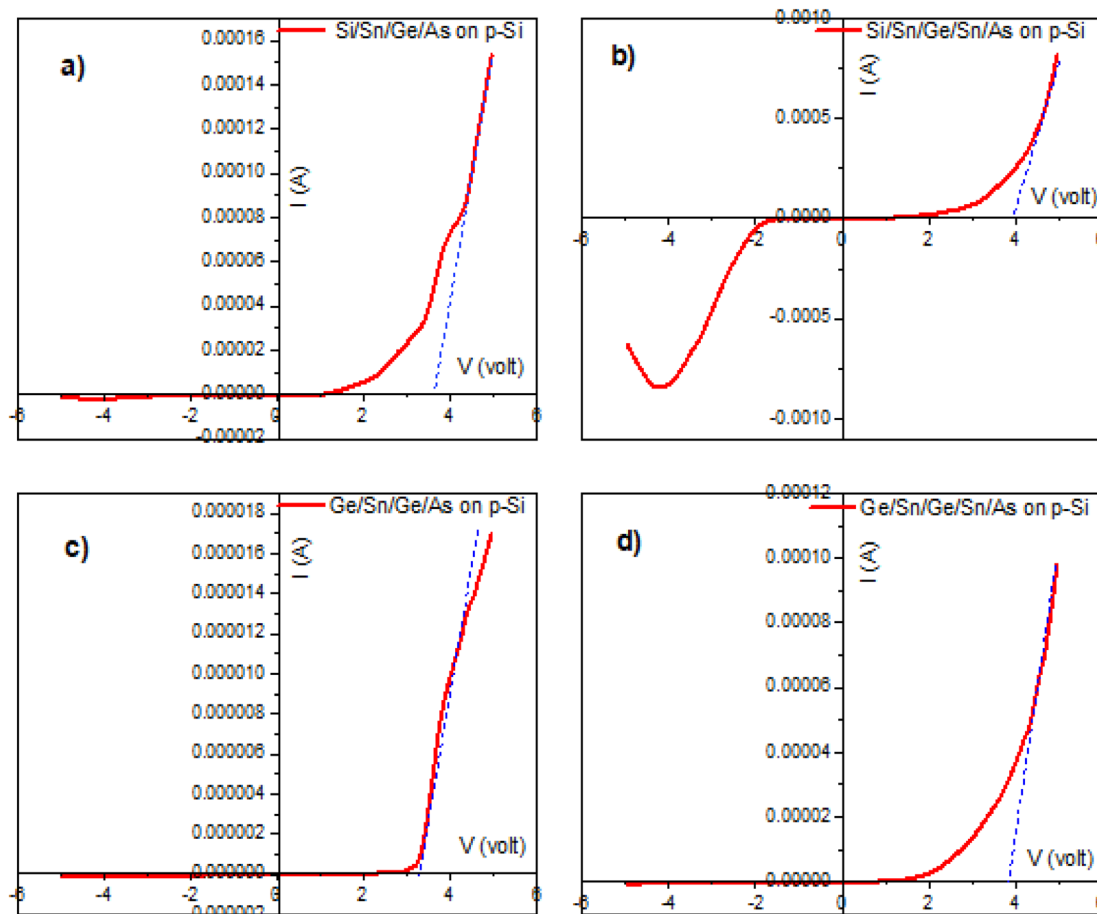 a)
Si/Sn/Ge/As on p-Si
0.00016
0.00014
0.00012
0.00010
0.00008
0.00006
0.00004
0.00002
0.00000
-0.00002
I (A)
V (volt)
-6 -4 -2 0 2 4 6
b)
Si/Sn/Ge/Sn/As on p-Si
0.0010
0.0005
0.0000
-0.0005
-0.0010
I (A)
V (volt)
-6 -4 -2 0 2 4 6
c)
Ge/Sn/Ge/As on p-Si
0.000018
0.000016
0.000014
0.000012
0.000010
0.000008
0.000006
0.000004
0.000002
0.000000
0.000002
I (A)
V (volt)
-6 -4 -2 0 2 4 6
d)
Ge/Sn/Ge/Sn/As on p-Si
0.00012
0.00010
0.00008
0.00006
0.00004
0.00002
0.00000
I (A)
V (volt)
-6 -4 -2 0 2 4 6